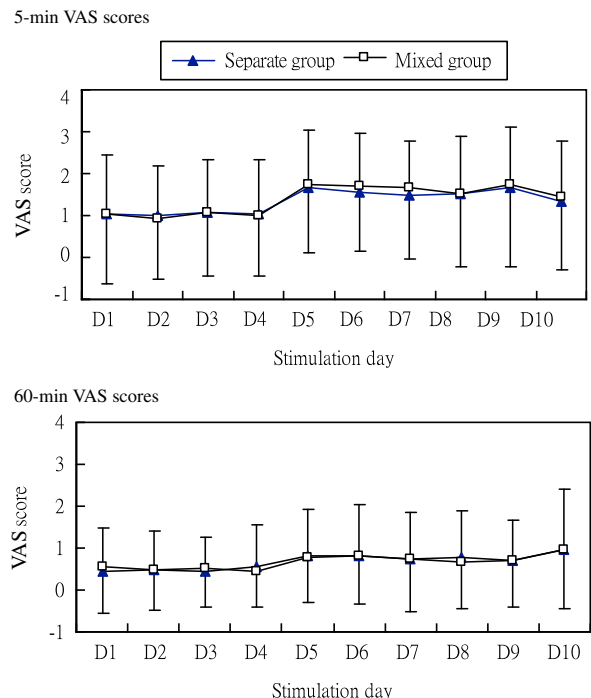 5-min VAS scores
Separate group Mixed group
4
3
2
1
0
-1
VAS score
D1 D2 D3 D4 D5 D6 D7 D8 D9 D10
Stimulation day
60-min VAS scores
4
3
2
1
0
-1
VAS score
D1 D2 D3 D4 D5 D6 D7 D8 D9 D10
Stimulation day